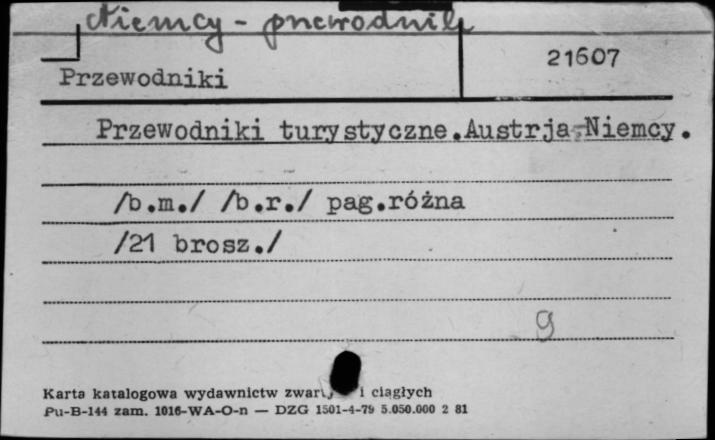 Niemcy - przewodnik
21607
Przewodniki
Przewodniki turystyczne.Austrja-Niemcy.
/b.m./ /b.r./ pag.różna
/21 brosz./
9
Karta katalogowa wydawnictw i ciągłych
Pu-B-144 zam. 1016-WA-O-n — DZG 1501-4-79 5.050.000 2 81